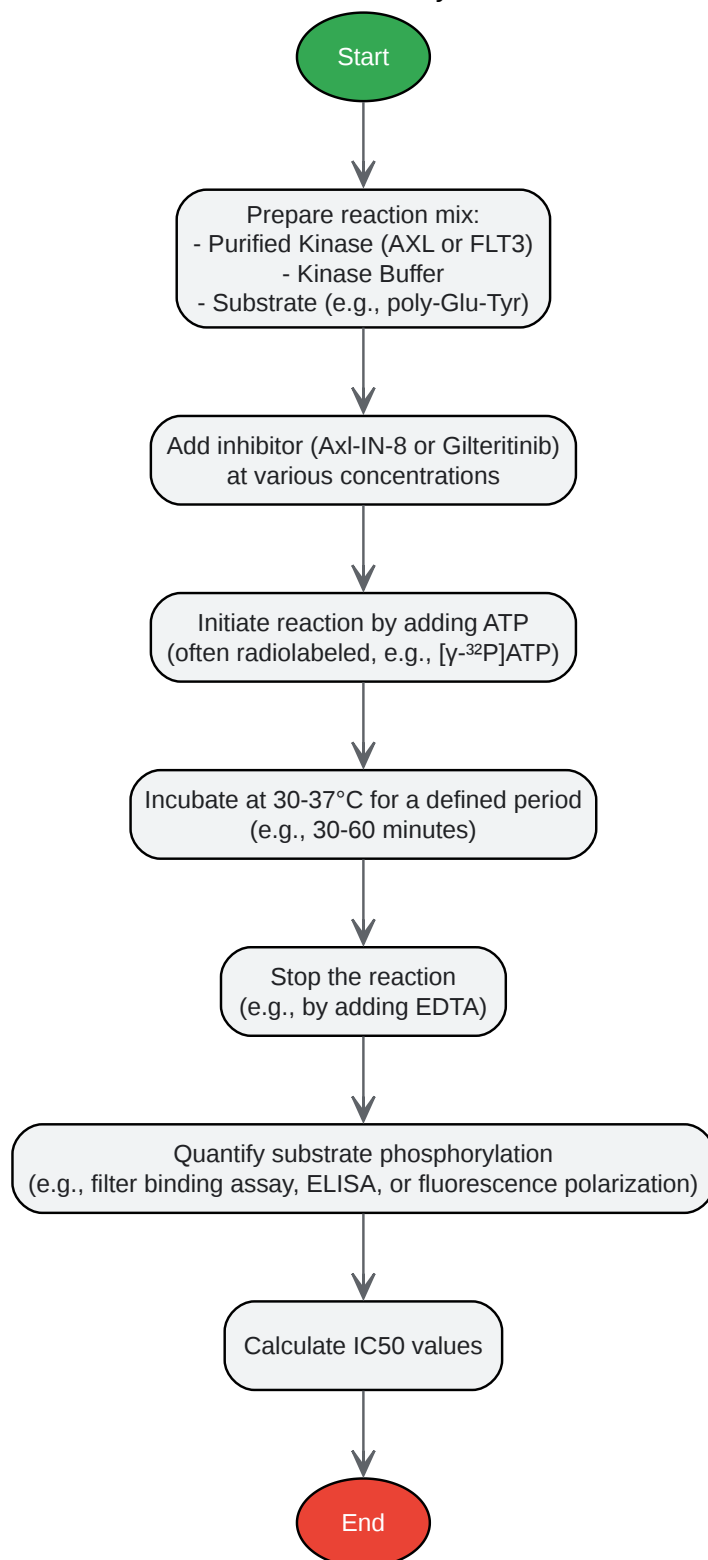 Start
Prepare reaction mix:
- Purified Kinase (AXL or FLT3)
- Kinase Buffer
- Substrate (e.g., poly-Glu-Tyr)
Add inhibitor (Axl-IN-8 or Gilteritinib)
at various concentrations
Initiate reaction by adding ATP
(often radiolabeled, e.g., [γ-³²P]ATP)
Incubate at 30-37°C for a defined period
(e.g., 30-60 minutes)
Stop the reaction
(e.g., by adding EDTA)
Quantify substrate phosphorylation
(e.g., filter binding assay, ELISA, or fluorescence polarization)
Calculate IC50 values
End